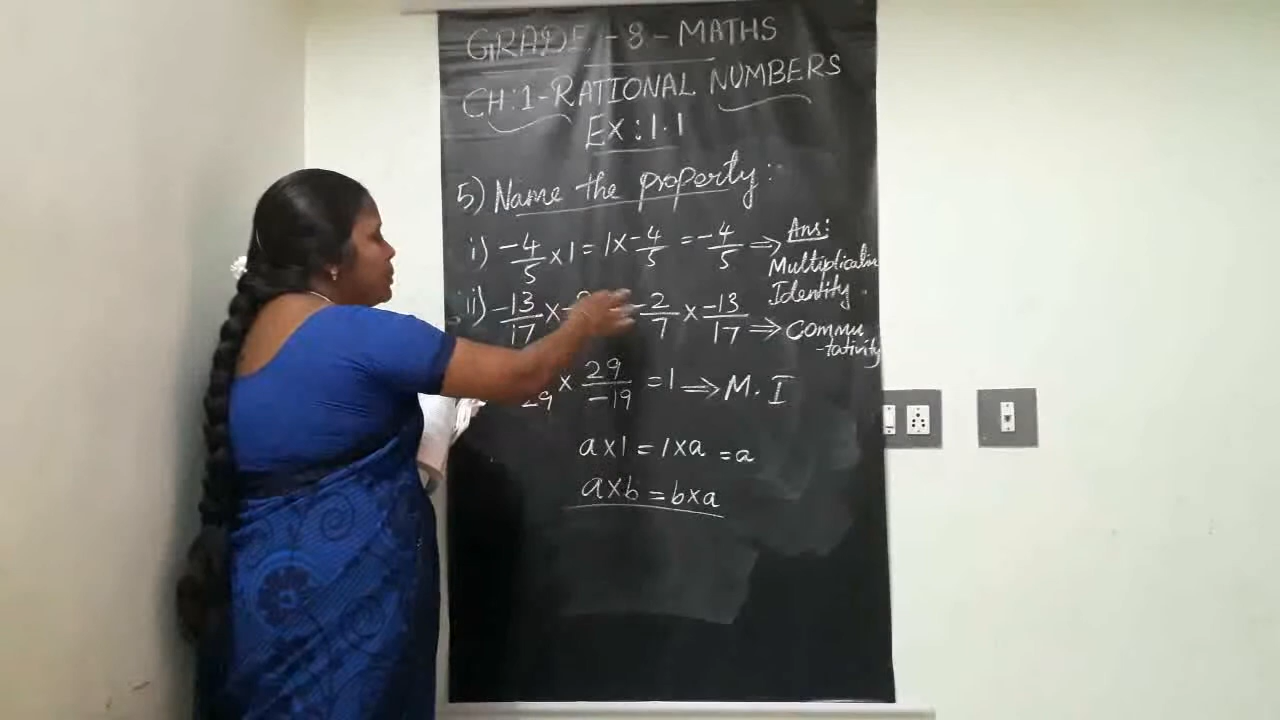 GRADE - 8 - MATHS
CH:1-RATIONAL NUMBERS
EX:1.1
5) Name the property:-
i) -4/5 x 1 = 1 x -4/5 = -4/5 ⇒ Ans:
Multiplicative
Identity.
ii) -13/17 x -2/7 x -13/17 ⇒ Commu
-tativity
29 x 29/-19 = 1 ⇒ M. I
a x 1 = 1 x a = a
a x b = b x a